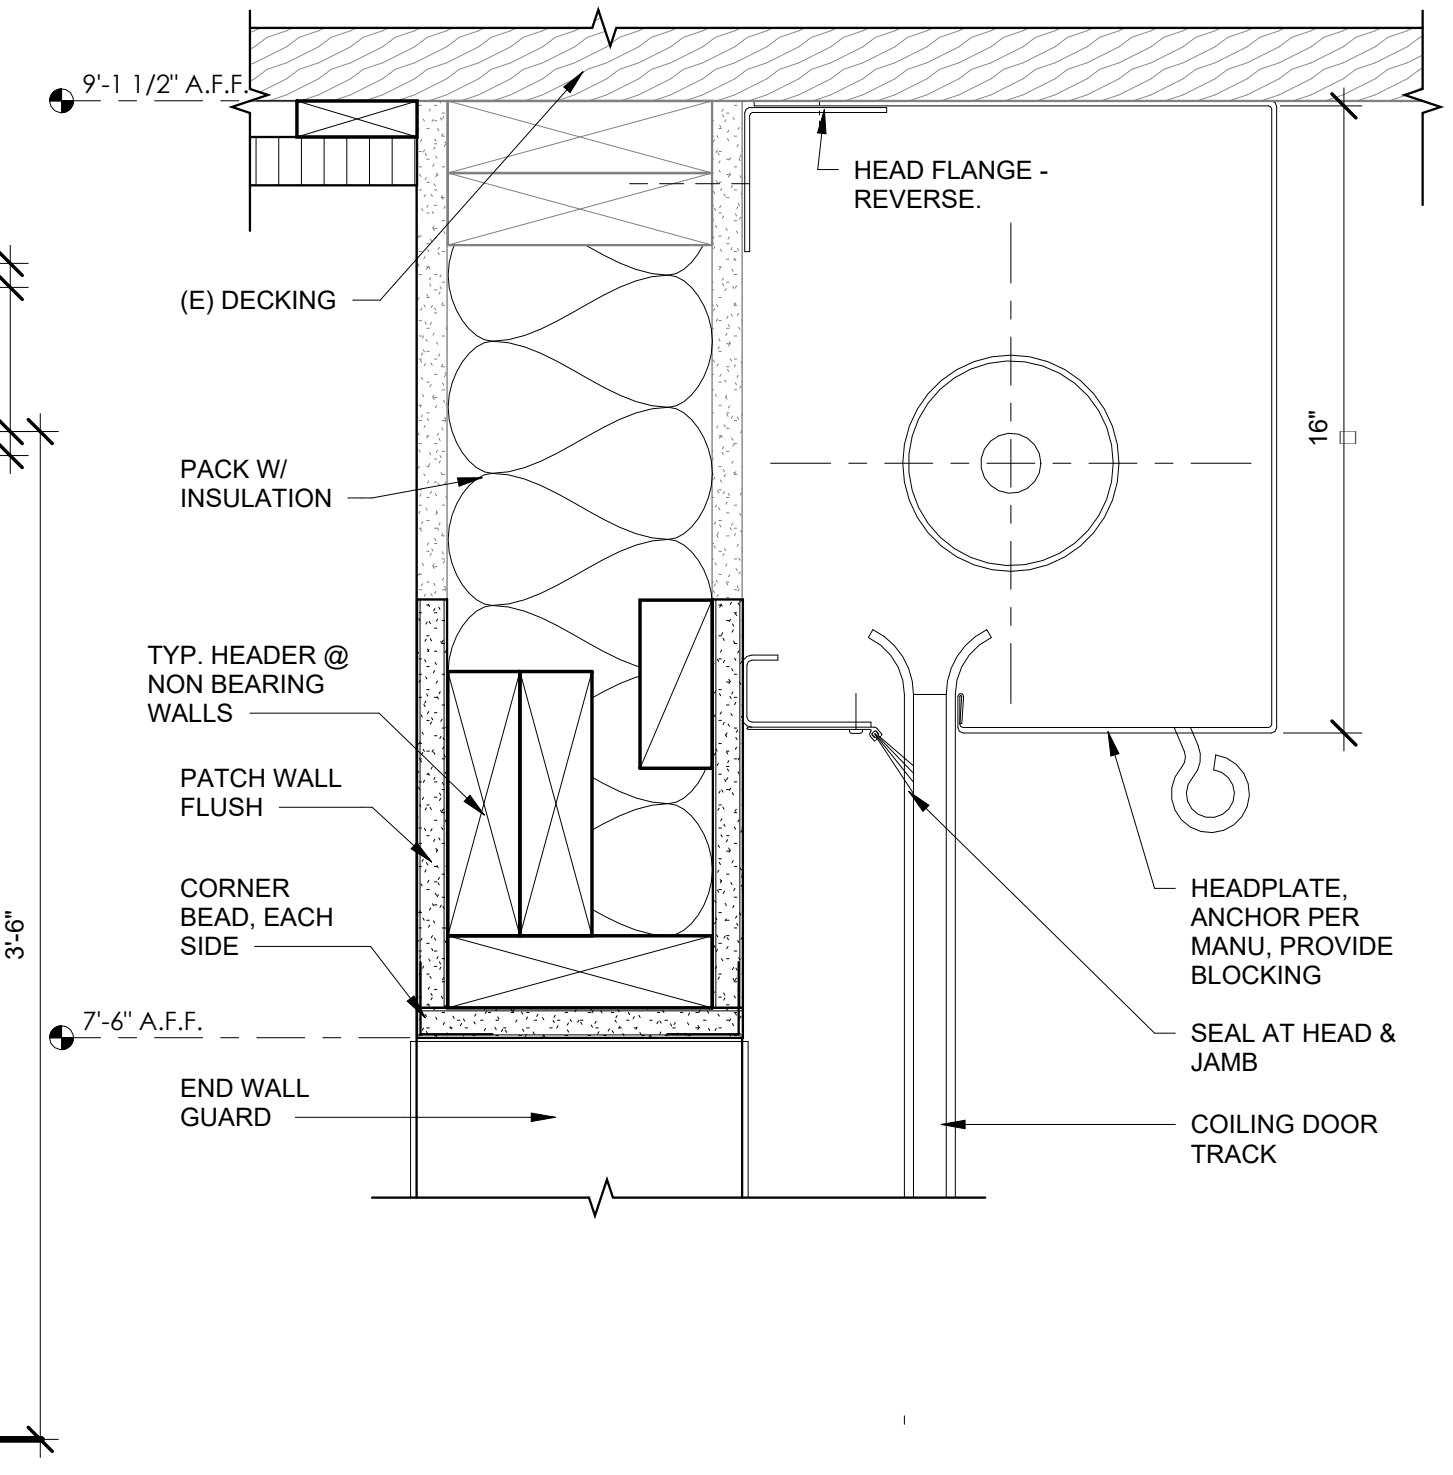 9'-1 1/2" A.F.F.
HEAD FLANGE -
REVERSE.
(E) DECKING
16"
PACK W/
INSULATION
TYP. HEADER @
NON BEARING
WALLS
PATCH WALL
FLUSH
CORNER
BEAD, EACH
SIDE
3'-6"
HEADPLATE,
ANCHOR PER
MANU, PROVIDE
BLOCKING
7'-6" A.F.F.
SEAL AT HEAD &
JAMB
END WALL
GUARD
COILING DOOR
TRACK